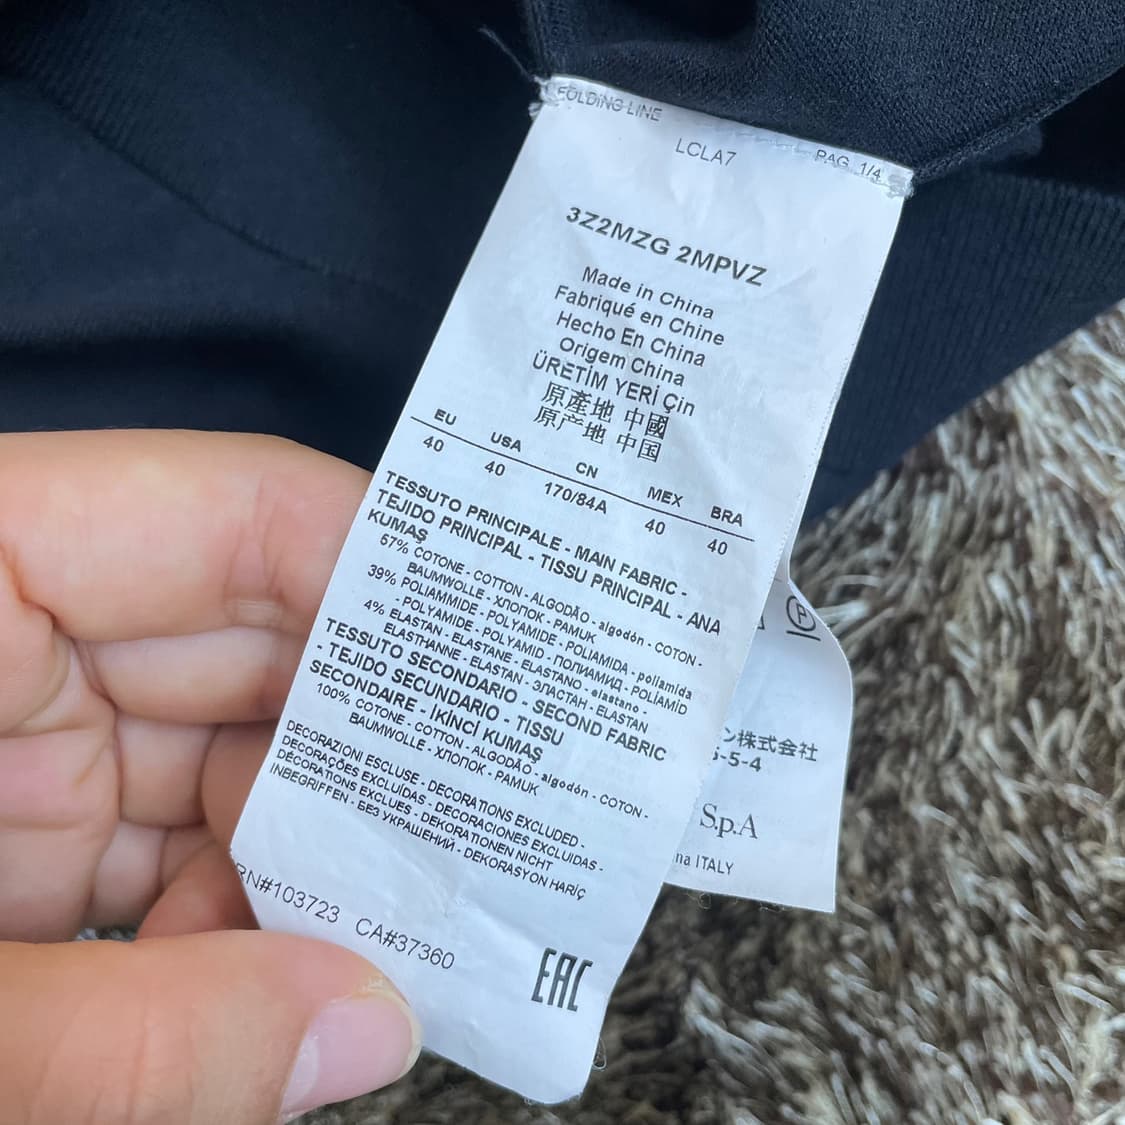 FOLDING LINE
LCLA7
PAG. 1/4
3Z2MZG 2MPVZ
Made in China
Fabriqué en Chine
Hecho En China
Origem China
ÜRETİM YERİ Çin
原產地 中國
原产地 中国
EU USA CN MEX BRA
40 40 170/84A 40 40
TESSUTO PRINCIPALE - MAIN FABRIC -
TEJIDO PRINCIPAL - TISSU PRINCIPAL - ANA
KUMAŞ
57% COTONE - COTTON - ALGODÃO - algodón - COTON -
BAUMWOLLE - ХЛОПОК - PAMUK
39% POLIAMMIDE - POLYAMIDE - POLIAMIDA - poliamida
- POLYAMIDE - POLYAMID - ПОЛИАМИД - POLİAMİD
4% ELASTAN - ELASTANE - ELASTANO - elastano -
ELASTHANNE - ELASTAN - ЭЛАСТАН - ELASTAN
TESSUTO SECONDARIO - SECOND FABRIC
- TEJIDO SECUNDARIO - TISSU
SECONDAIRE - İKİNCİ KUMAŞ
100% COTONE - COTTON - ALGODÃO - algodón - COTON -
BAUMWOLLE - ХЛОПОК - PAMUK
DECORAZIONI ESCLUSE - DECORATIONS EXCLUDED -
DECORAÇÕES EXCLUÍDAS - DECORACIONES EXCLUIDAS -
DÉCORATIONS EXCLUES - DEKORATIONEN NICHT
INBEGRIFFEN - БЕЗ УКРАШЕНИЙ - DEKORASYON HARİÇ
RN#103723 CA#37360
EAC
P
ン株式会社
5-5-4
S.p.A
na ITALY